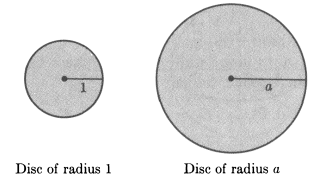 1
a
Disc of radius 1
Disc of radius a